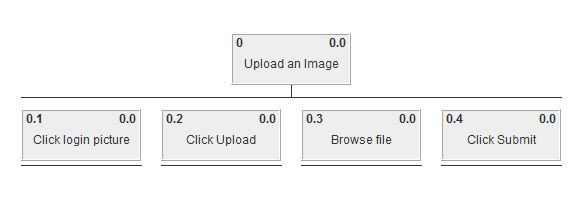 0 0.0
Upload an Image
0.1 0.0
Click login picture
0.2 0.0
Click Upload
0.3 0.0
Browse file
0.4 0.0
Click Submit